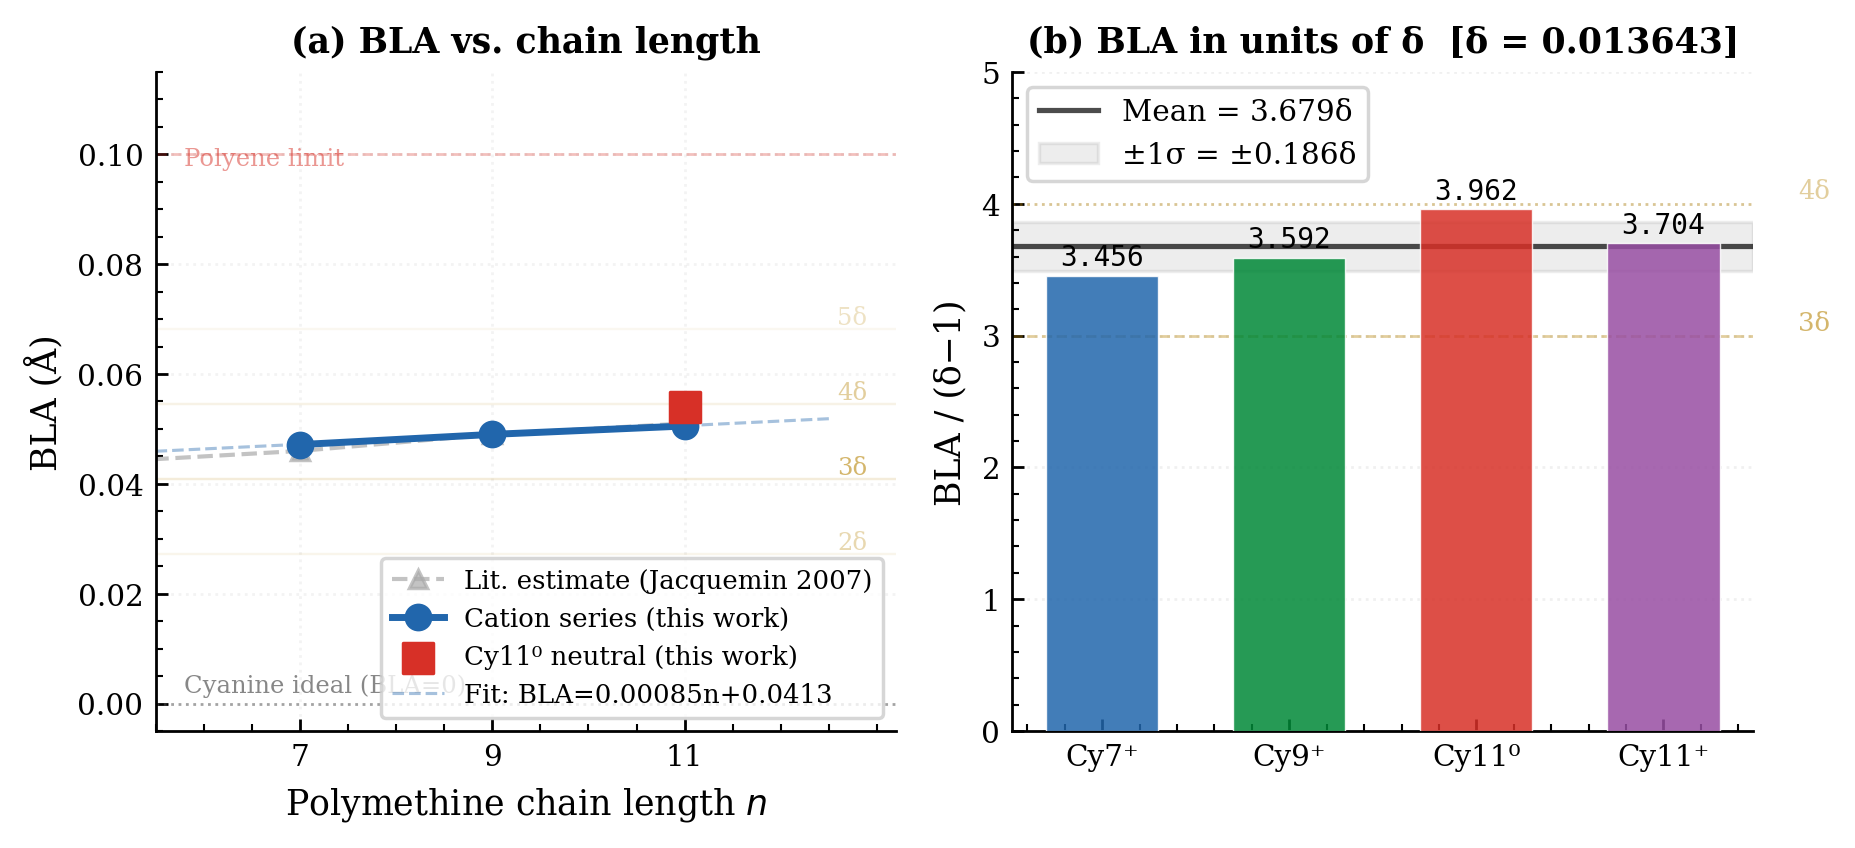 (a) BLA vs. chain length
BLA (Å)
0.10
0.08
0.06
0.04
0.02
0.00
Polyene limit
5δ
4δ
3δ
2δ
Cyanine ideal (BLA=0)
Lit. estimate (Jacquemin 2007)
Cation series (this work)
Cy11⁰ neutral (this work)
Fit: BLA=0.00085n+0.0413
7 9 11
Polymethine chain length n
(b) BLA in units of δ [δ = 0.013643]
BLA / (δ−1)
5
4
3
2
1
0
Mean = 3.679δ
±1σ = ±0.186δ
3.456
3.592
3.962
3.704
4δ
3δ
Cy7⁺ Cy9⁺ Cy11⁰ Cy11⁺